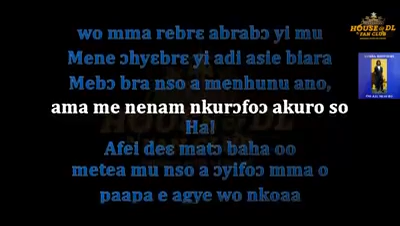 HOUSE of DL
FAN CLUB
wo mma rebrɛ abrabɔ yi mu
Mene ɔhyɛbrɛ yi adi asie biara
Mebɔ bra nso a menhunu ano,
ama me nenam nkurɔfoɔ akuro so
Ha!
Afei deɛ matɔ baha oo
metea mu nso a ɔyifoɔ mma o
paapa e agye wo nkoaa